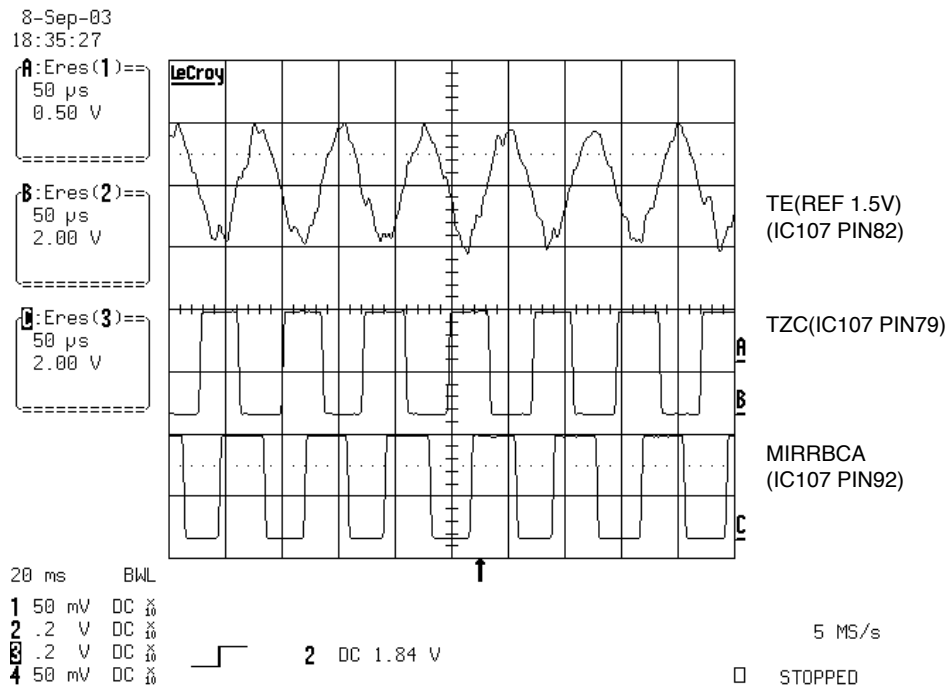 8-Sep-03
18:35:27
A:Eres(1)
50 µs
0.50 V
B:Eres(2)
50 µs
2.00 V
C:Eres(3)
50 µs
2.00 V
LeCroy
TE(REF 1.5V)
(IC107 PIN82)
TZC(IC107 PIN79)
A
B
MIRRBCA
(IC107 PIN92)
C
20 ms BWL
1 50 mV DC X10
2 .2 V DC X10
3 .2 V DC X10
4 50 mV DC X10
2 DC 1.84 V
5 MS/s
STOPPED